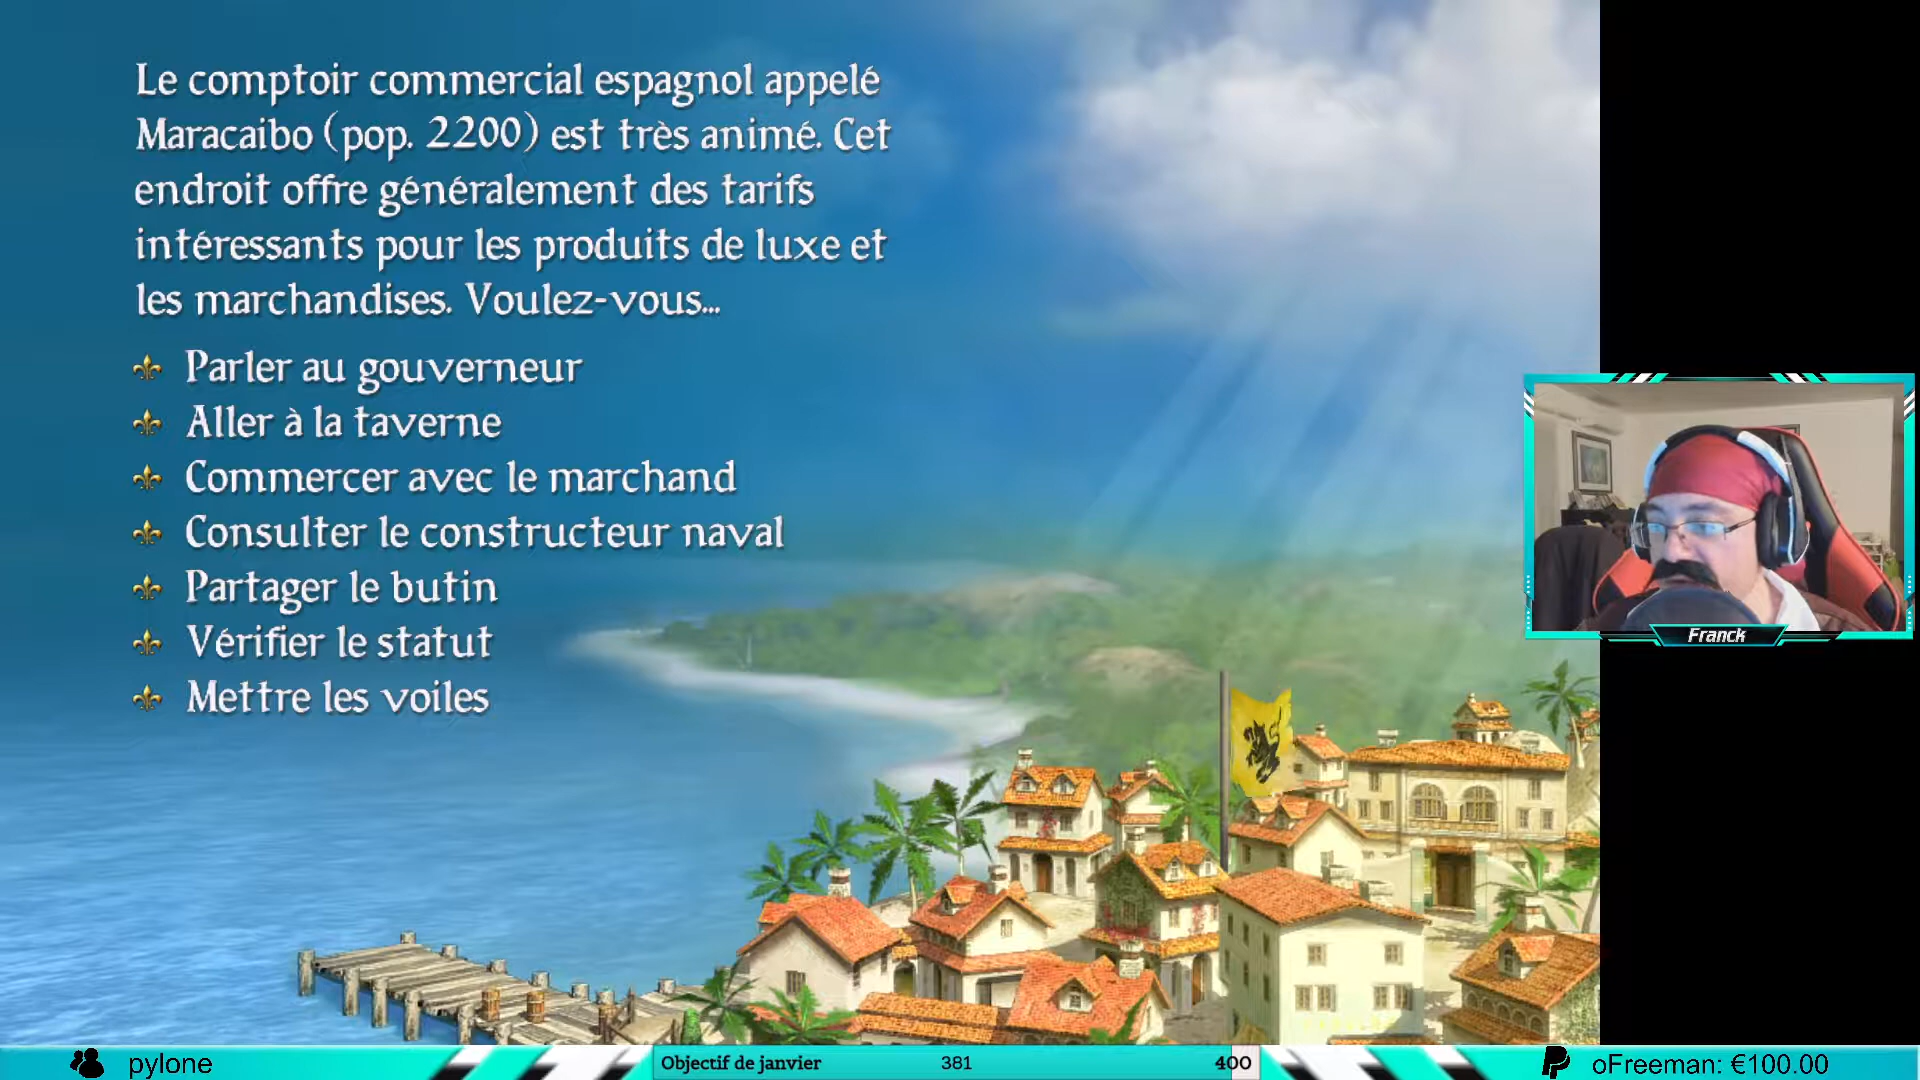 Le comptoir commercial espagnol appelé
Maracaibo (pop. 2200) est très animé. Cet
endroit offre généralement des tarifs
intéressants pour les produits de luxe et
les marchandises. Voulez-vous...
Parler au gouverneur
Aller à la taverne
Commercer avec le marchand
Consulter le constructeur naval
Partager le butin
Vérifier le statut
Mettre les voiles
Franck
pylone
Objectif de janvier 381 400
oFreeman: €100.00